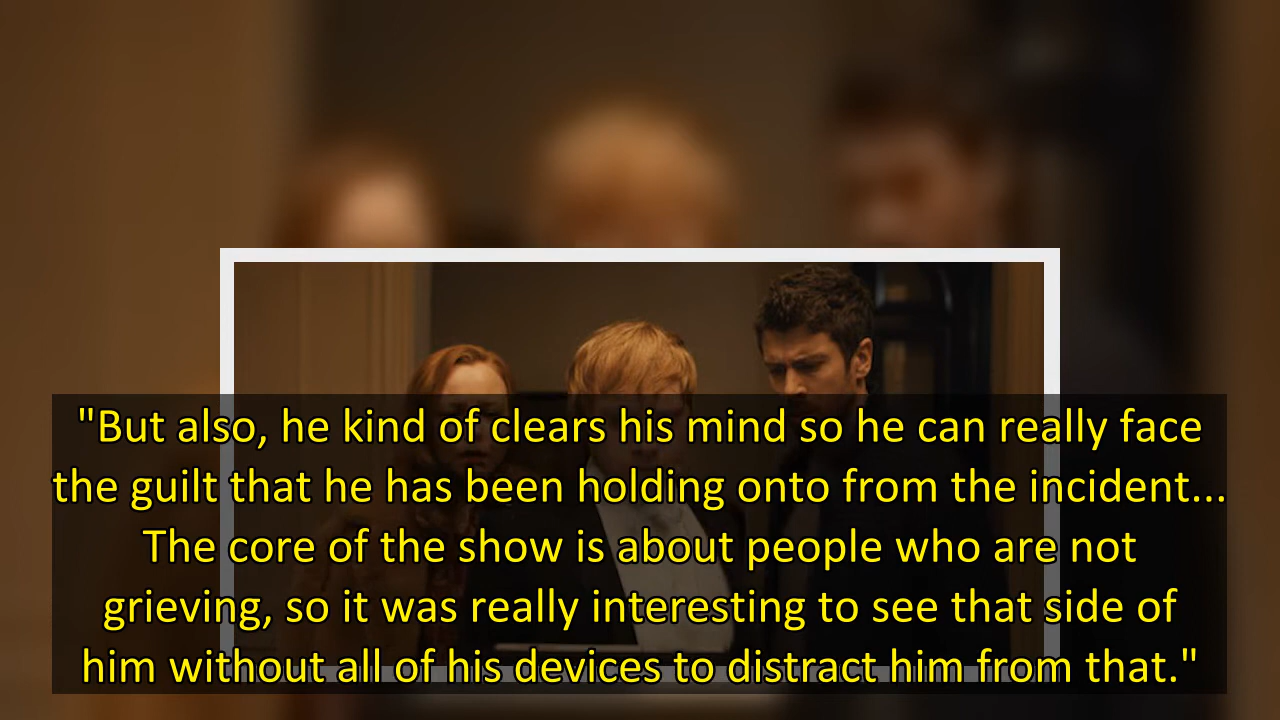 "But also, he kind of clears his mind so he can really face
the guilt that he has been holding onto from the incident...
The core of the show is about people who are not
grieving, so it was really interesting to see that side of
him without all of his devices to distract him from that."